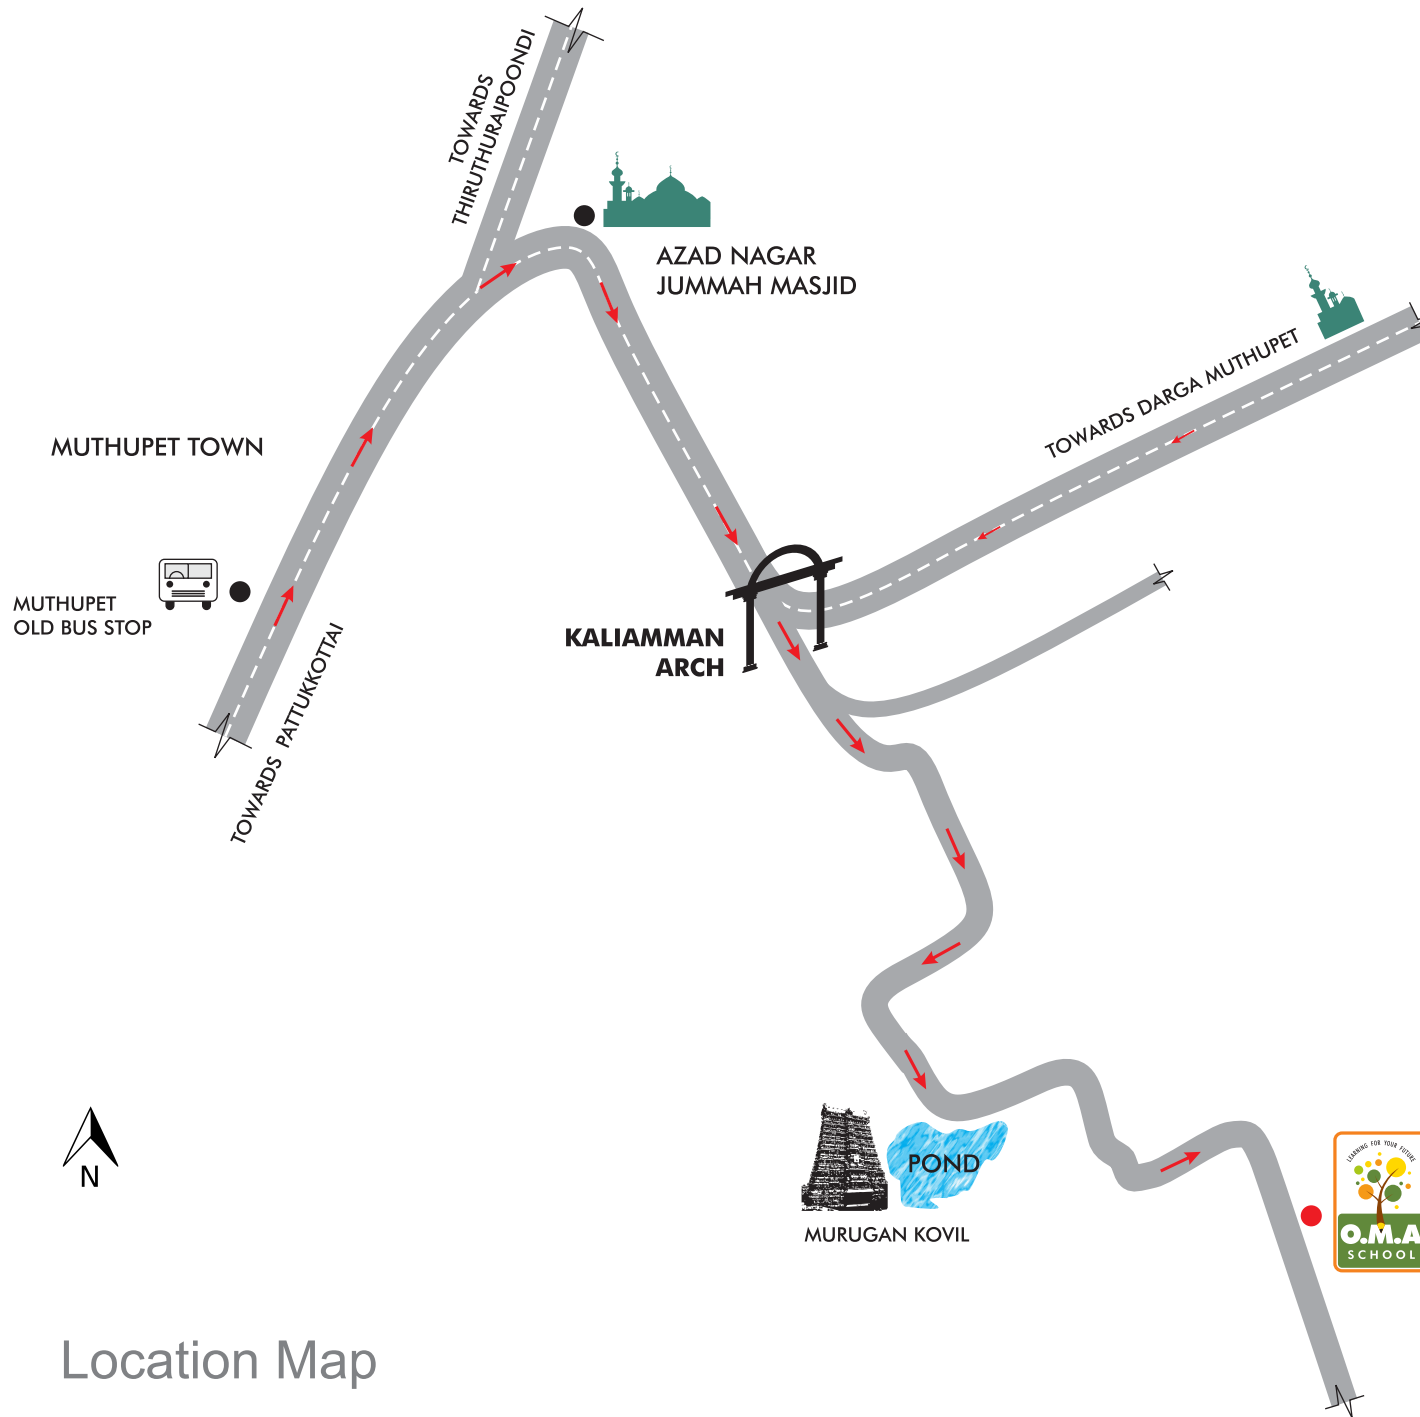 TOWARDS
THIRUTHURAIPOONDI
AZAD NAGAR
JUMMAH MASJID
TOWARDS DARGA MUTHUPET
MUTHUPET TOWN
MUTHUPET
OLD BUS STOP
TOWARDS PATTUKKOTTAI
KALIAMMAN
ARCH
POND
MURUGAN KOVIL
LEARNING FOR YOUR FUTURE
O.M.A
SCHOOL
N
Location Map